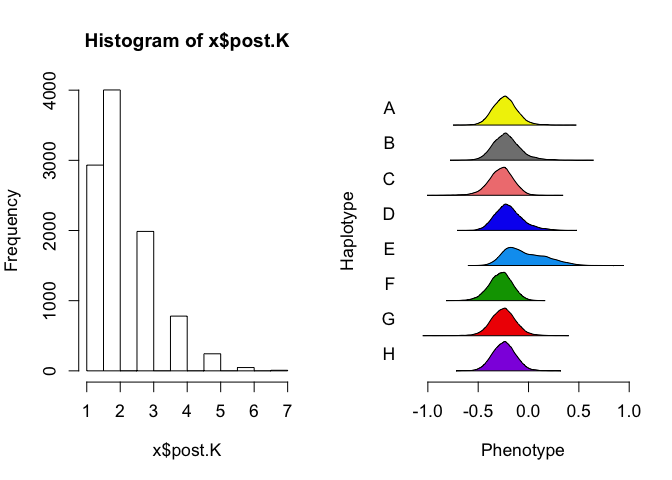 Histogram of x$post.K
Frequency
0
1000
2000
3000
4000
1 2 3 4 5 6 7
x$post.K
Haplotype
A
B
C
D
E
F
G
H
-1.0 -0.5 0.0 0.5 1.0
Phenotype